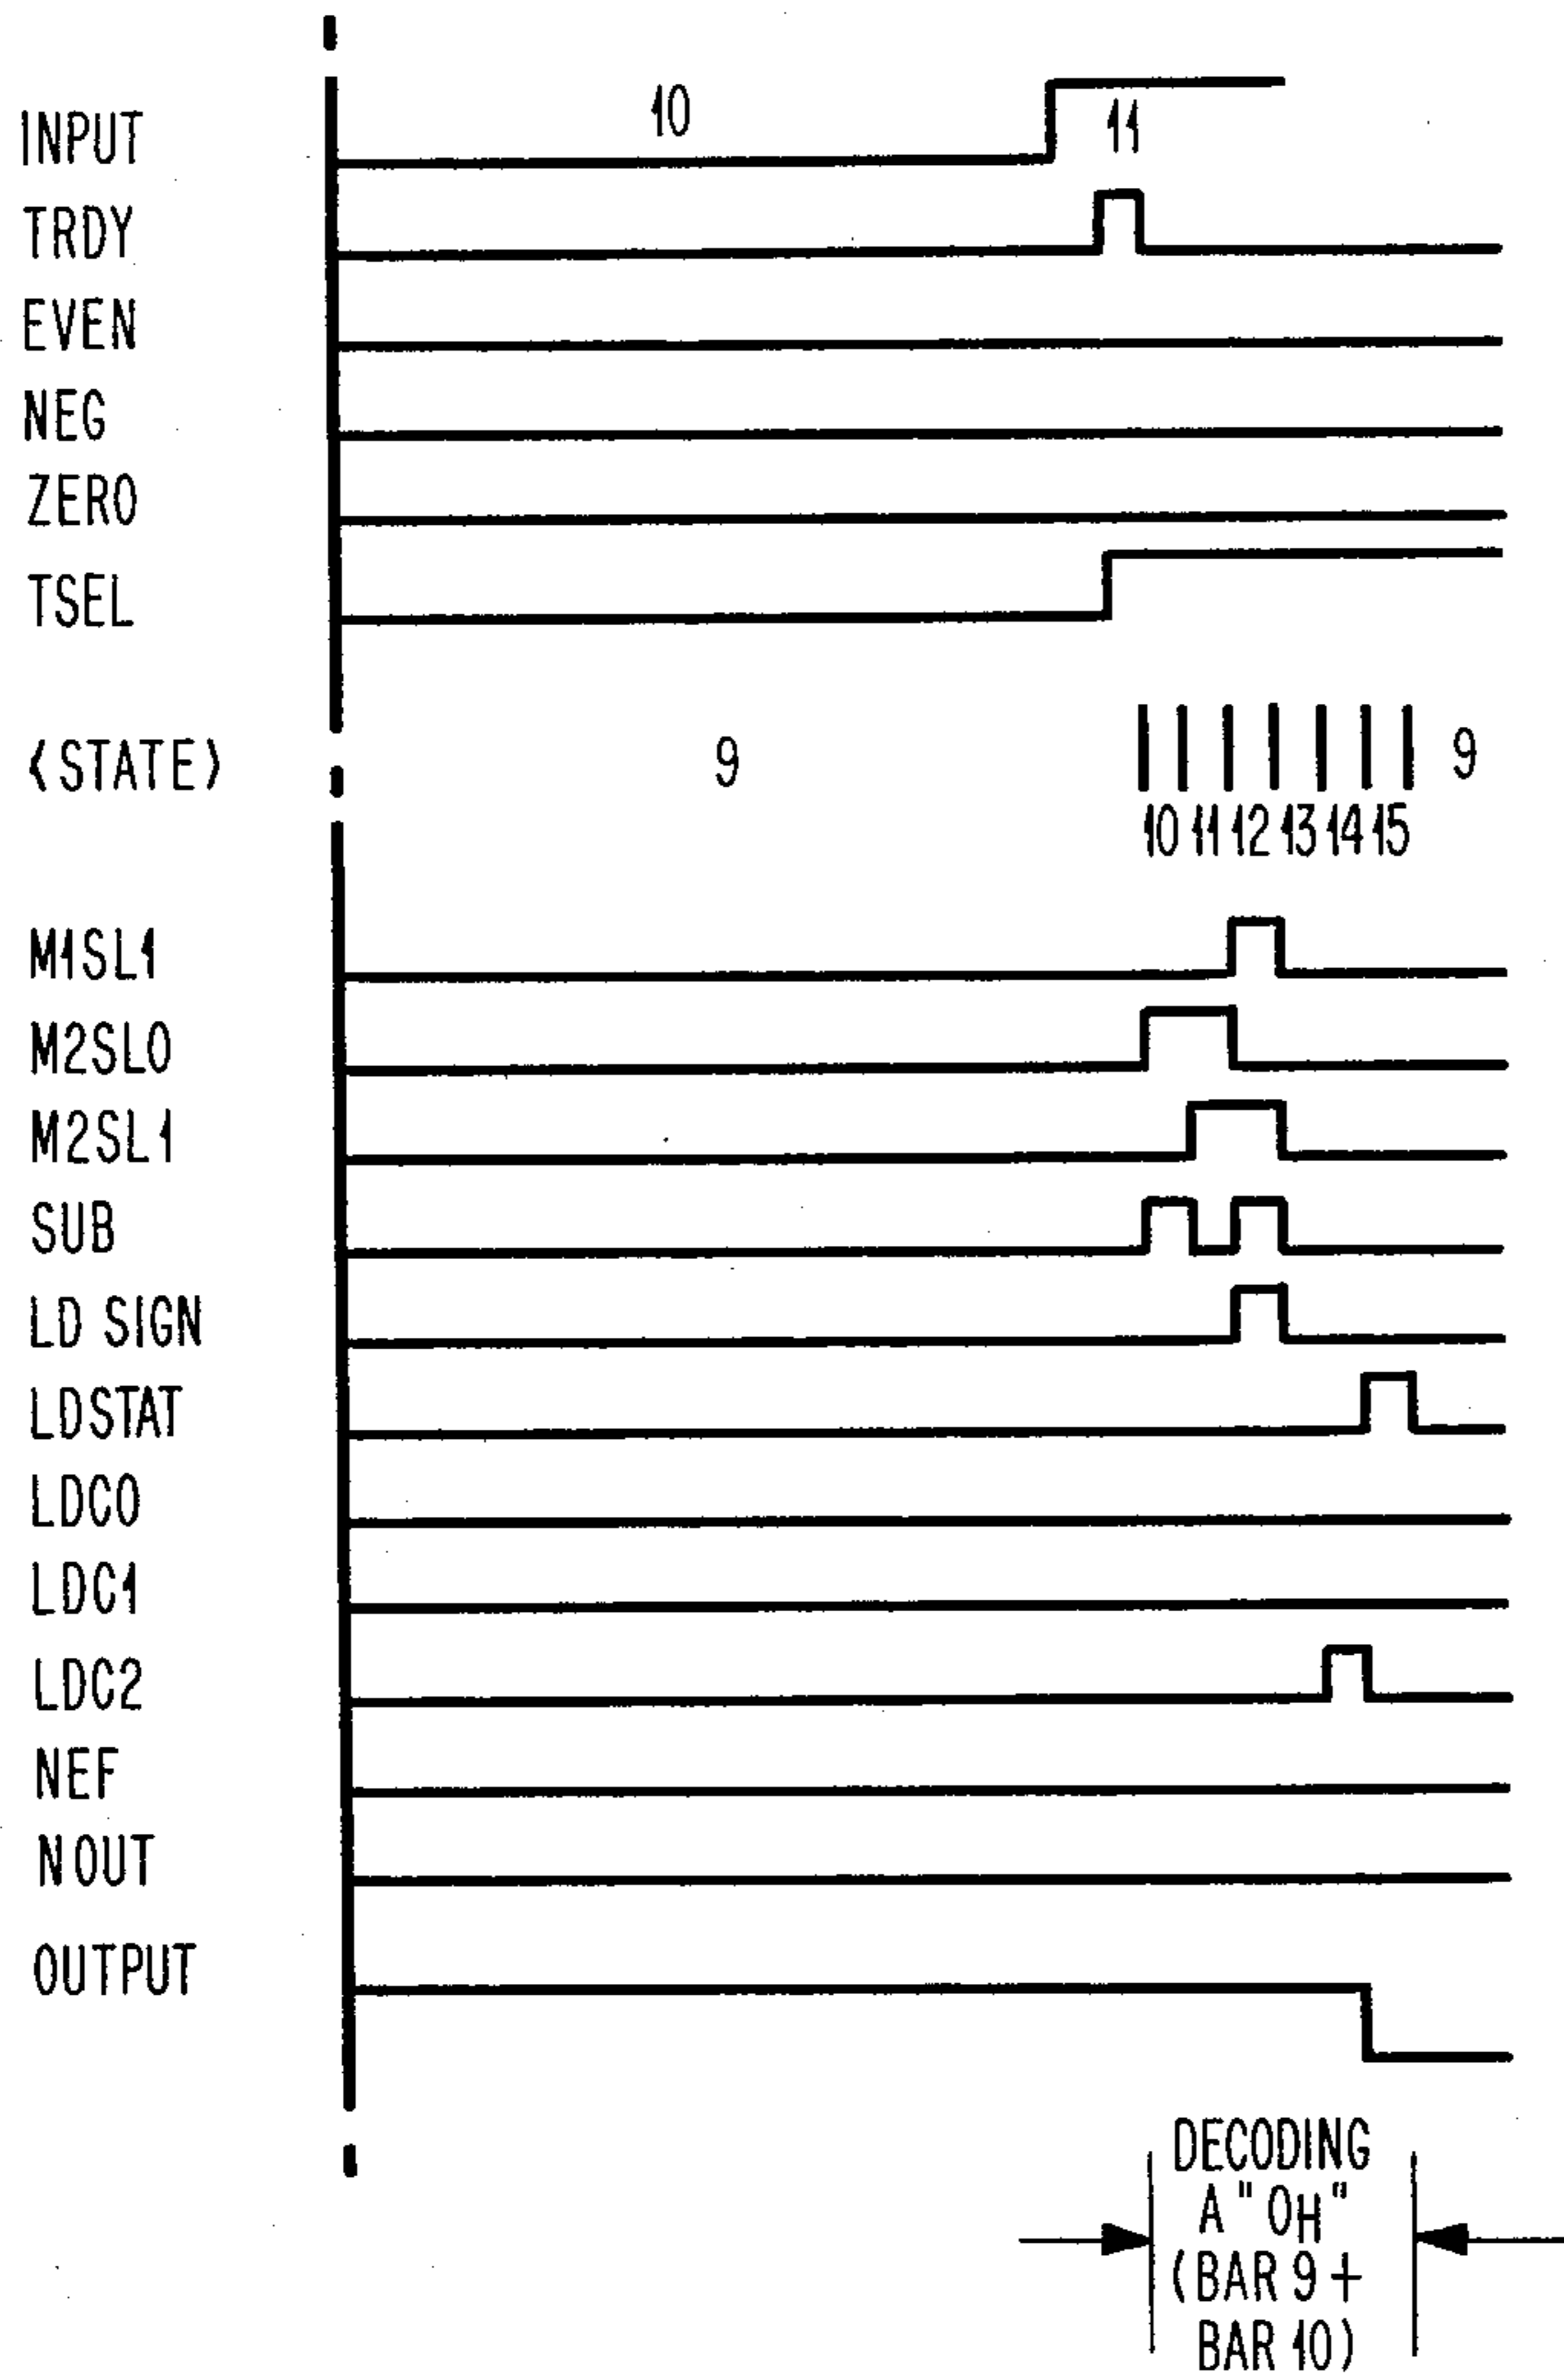 INPUT 10 11
TRDY
EVEN
NEG
ZERO
TSEL
<STATE> 9 9
10 11 12 13 14 15
M1SL1
M2SL0
M2SL1
SUB
LD SIGN
LDSTAT
LDC0
LDC1
LDC2
NEF
NOUT
OUTPUT
DECODING
A "0H"
(BAR 9 +
BAR 10)